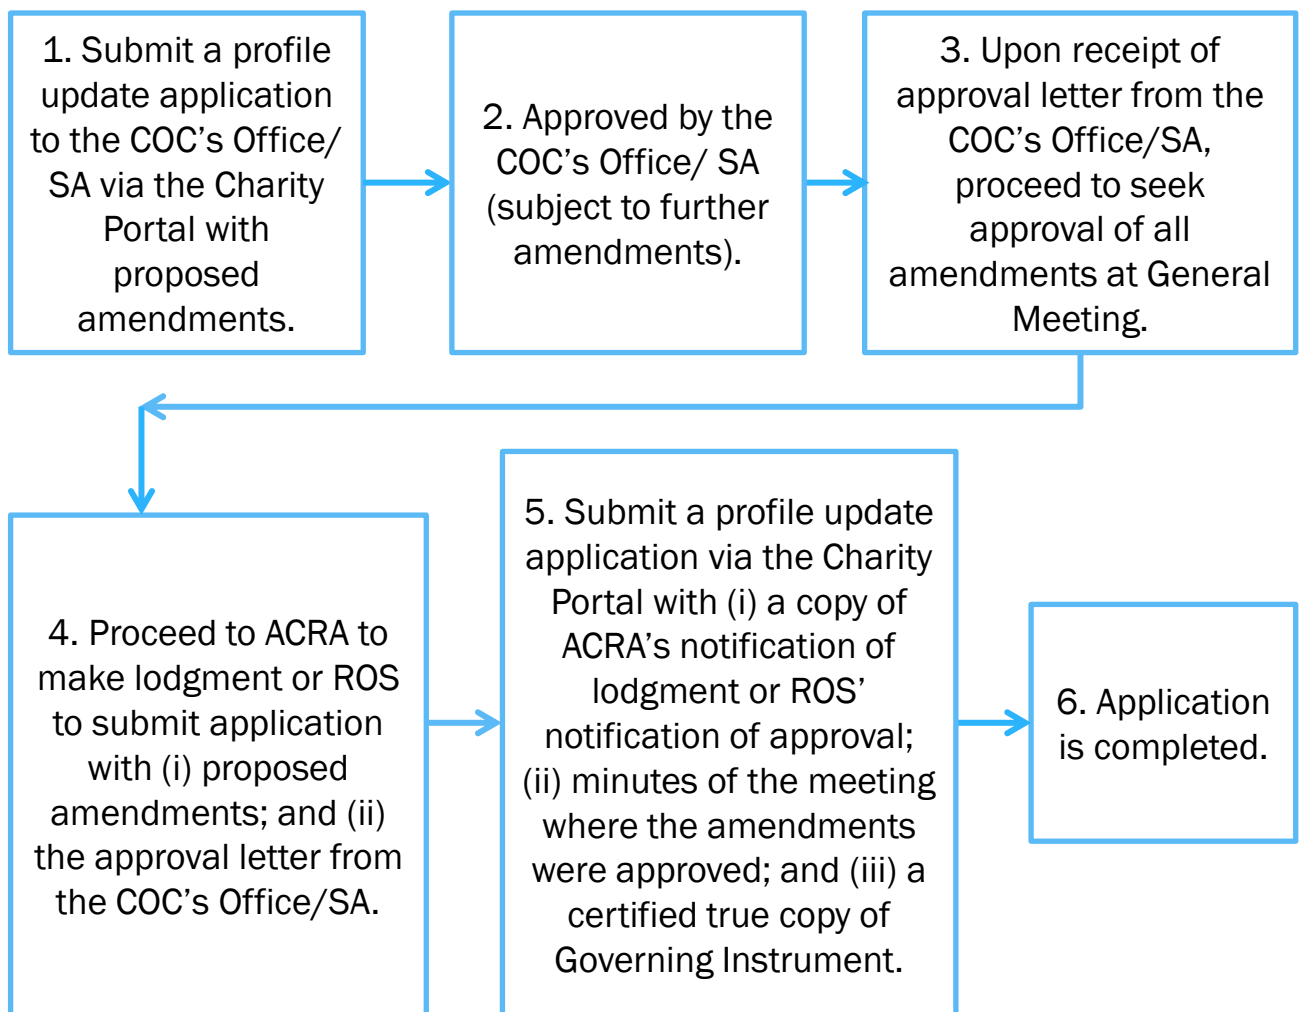 1. Submit a profile
update application
to the COC’s Office/
SA via the Charity
Portal with
proposed
amendments.
2. Approved by the
COC’s Office/ SA
(subject to further
amendments).
3. Upon receipt of
approval letter from the
COC’s Office/SA,
proceed to seek
approval of all
amendments at General
Meeting.
4. Proceed to ACRA to
make lodgment or ROS
to submit application
with (i) proposed
amendments; and (ii)
the approval letter from
the COC’s Office/SA.
5. Submit a profile update
application via the Charity
Portal with (i) a copy of
ACRA’s notification of
lodgment or ROS’
notification of approval;
(ii) minutes of the meeting
where the amendments
were approved; and (iii) a
certified true copy of
Governing Instrument.
6. Application
is completed.